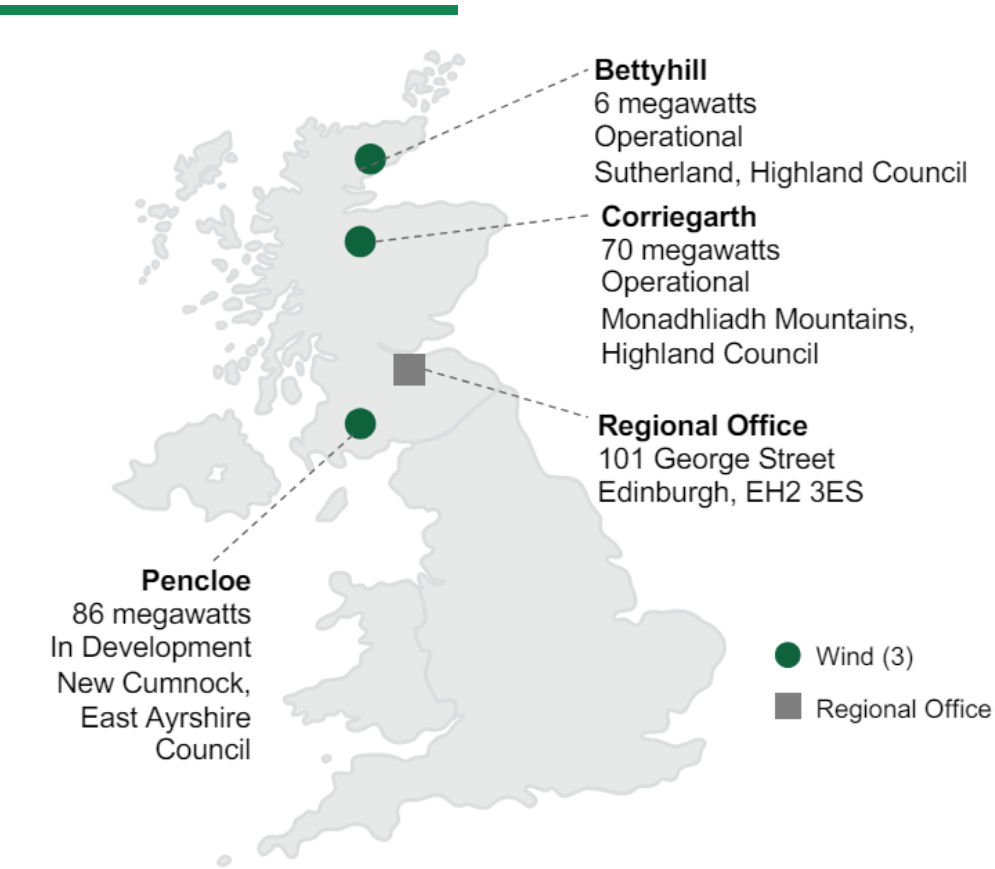 Bettyhill
6 megawatts
Operational
Sutherland, Highland Council
Corriegarth
70 megawatts
Operational
Monadhliadh Mountains,
Highland Council
Regional Office
101 George Street
Edinburgh, EH2 3ES
Pencloe
86 megawatts
In Development
New Cumnock,
East Ayrshire
Council
Wind (3)
Regional Office